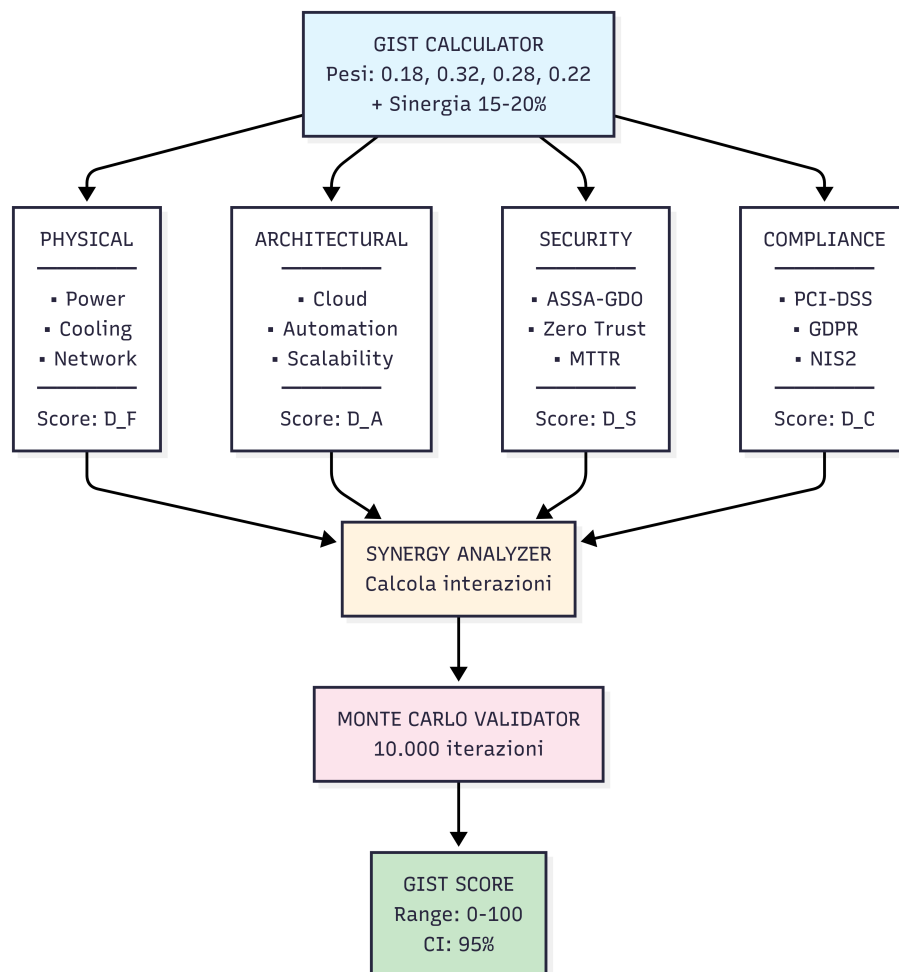 GIST CALCULATOR
Pesi: 0.18, 0.32, 0.28, 0.22
+ Sinergia 15-20%
PHYSICAL
▪ Power
▪ Cooling
▪ Network
Score: D_F
ARCHITECTURAL
▪ Cloud
▪ Automation
▪ Scalability
Score: D_A
SECURITY
▪ ASSA-GDO
▪ Zero Trust
▪ MTTR
Score: D_S
COMPLIANCE
▪ PCI-DSS
▪ GDPR
▪ NIS2
Score: D_C
SYNERGY ANALYZER
Calcola interazioni
MONTE CARLO VALIDATOR
10.000 iterazioni
GIST SCORE
Range: 0-100
CI: 95%